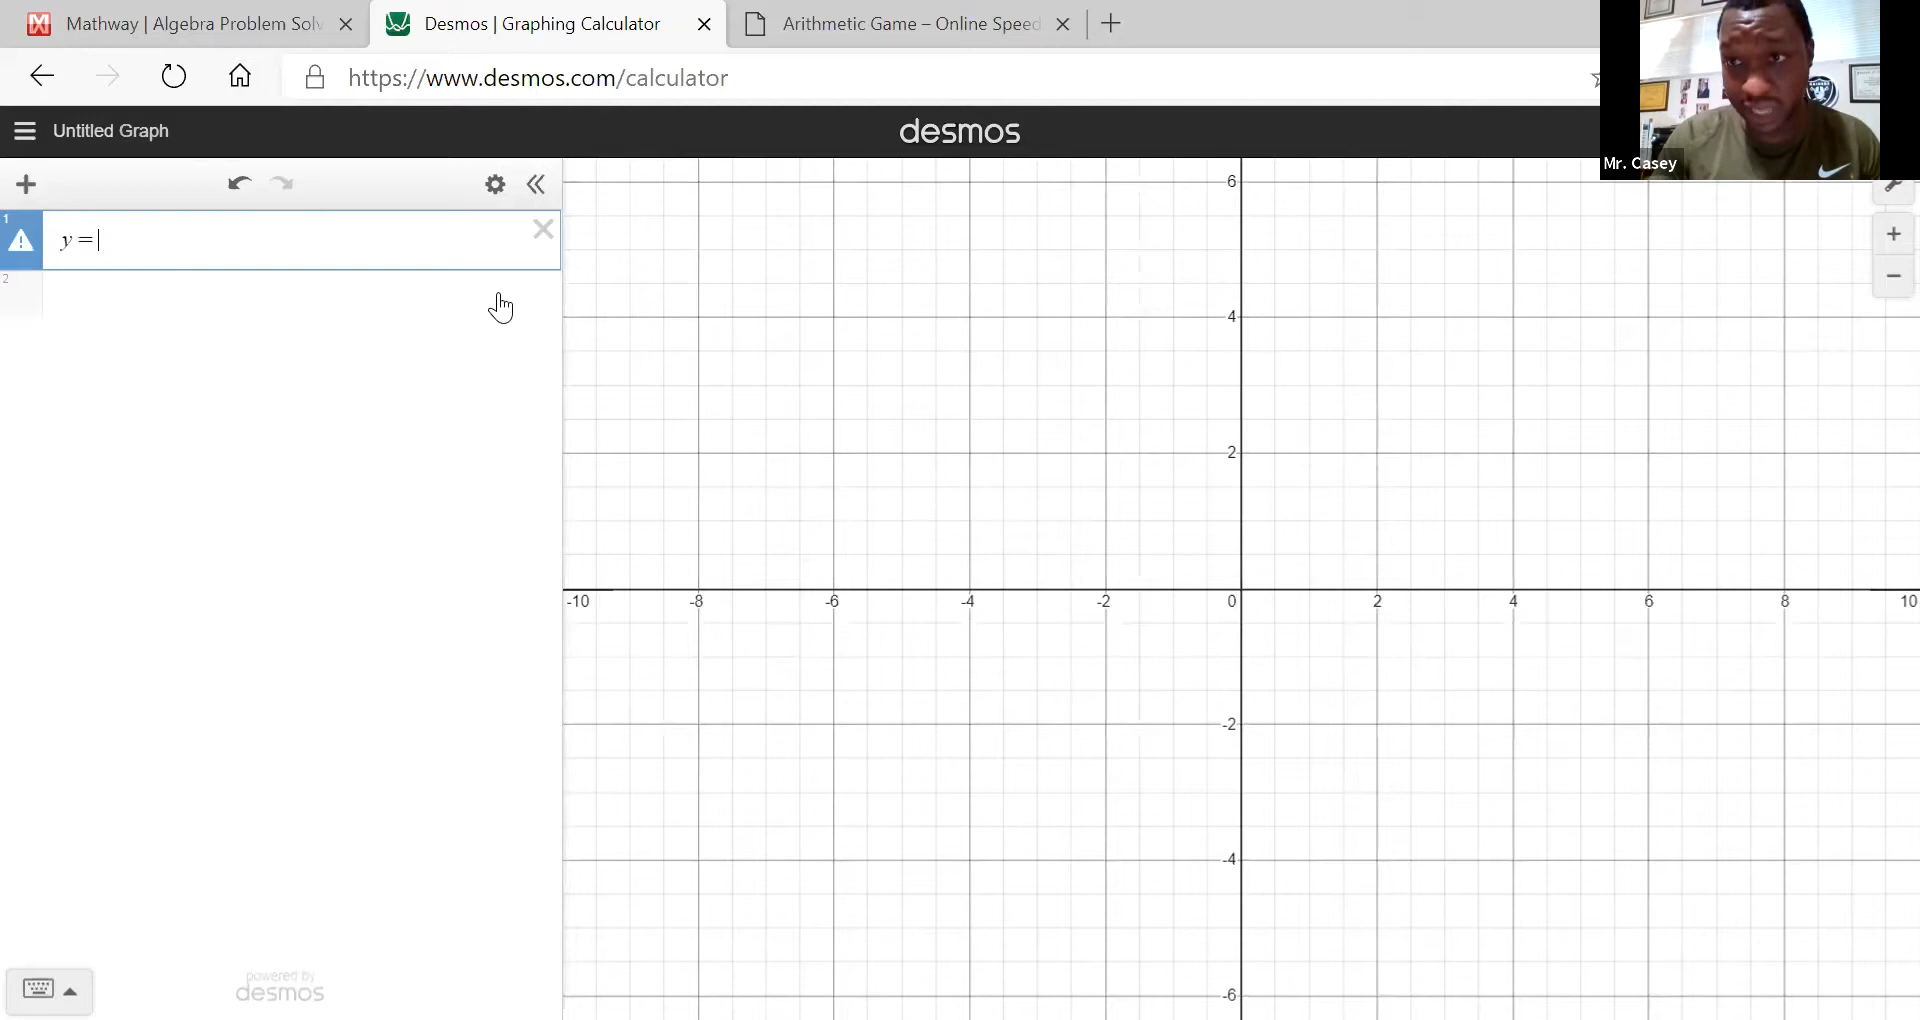 Mathway | Algebra Problem Solv
Desmos | Graphing Calculator
Arithmetic Game – Online Speed
https://www.desmos.com/calculator
Untitled Graph
desmos
Mr. Casey
RAIDERS
1
y =
2
6
4
2
-10 -8 -6 -4 -2 0 2 4 6 8 10
-2
-4
-6
powered by
desmos